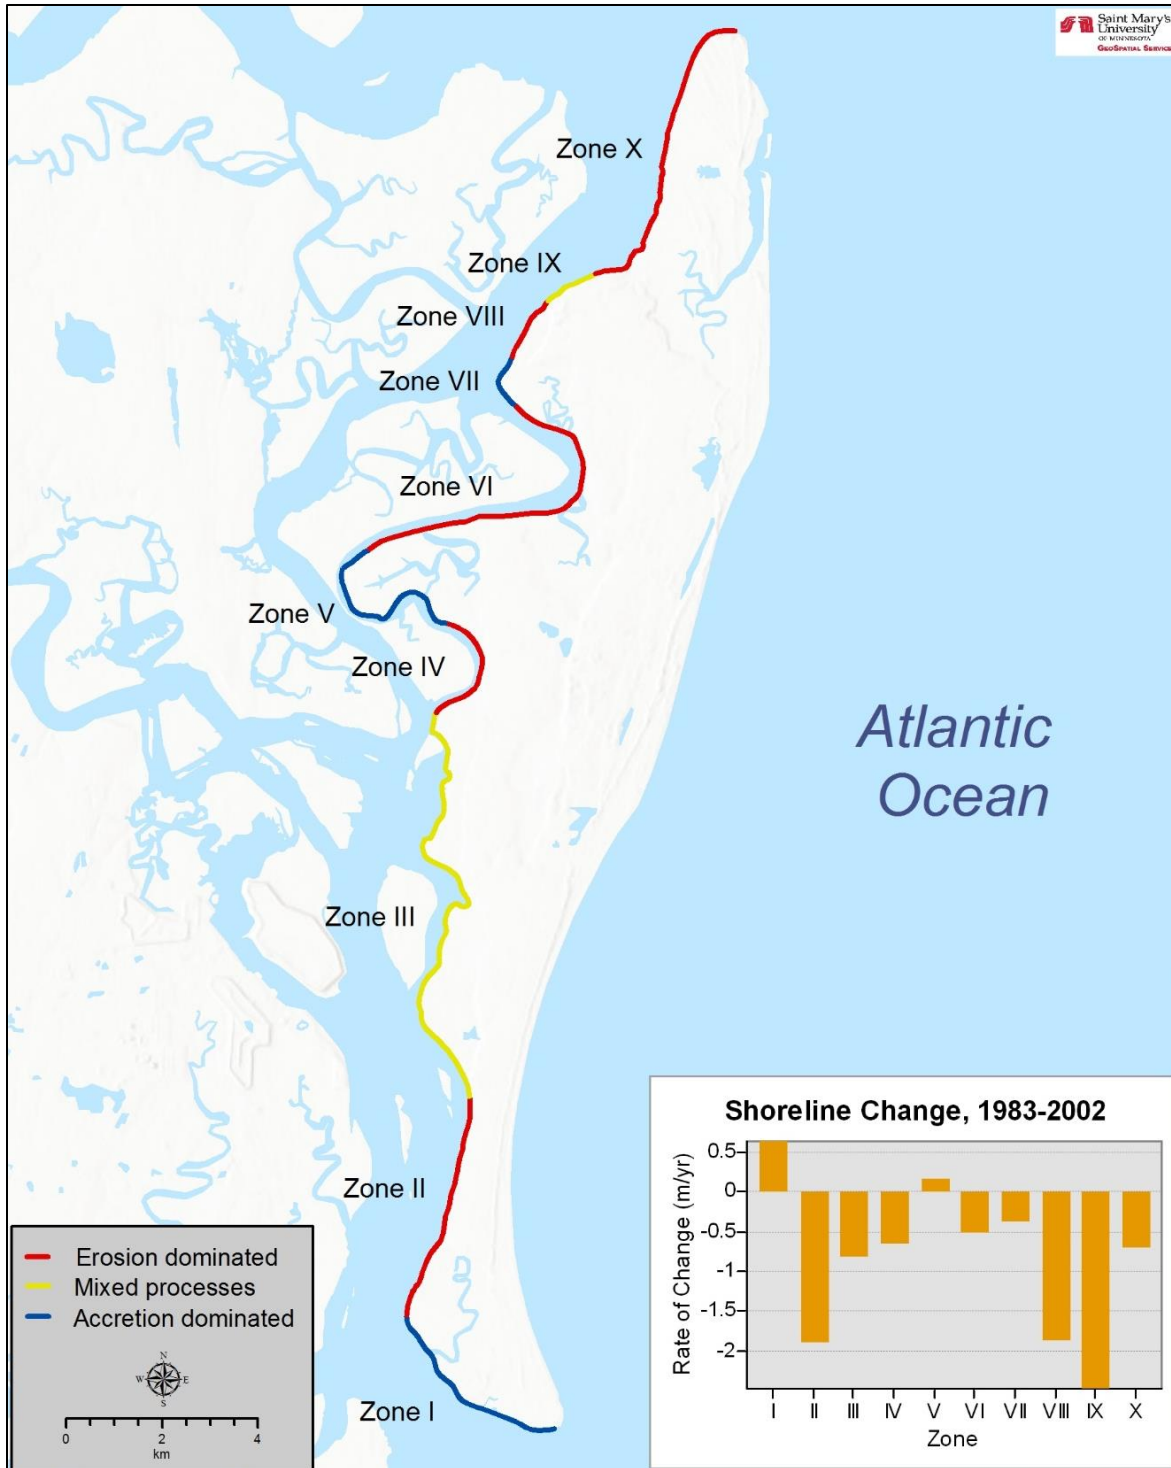 Saint Mary's
University
OF MINNESOTA
GEOSPATIAL SERVICE
Zone X
Zone IX
Zone VIII
Zone VII
Zone VI
Zone V
Zone IV
Atlantic
Ocean
Zone III
Zone II
Zone I
Erosion dominated
Mixed processes
Accretion dominated
N
W E
S
0 2 4
km
Shoreline Change, 1983-2002
Rate of Change (m/yr)
0.5
0
-0.5
-1
-1.5
-2
I II III IV V VI VII VIII IX X
Zone